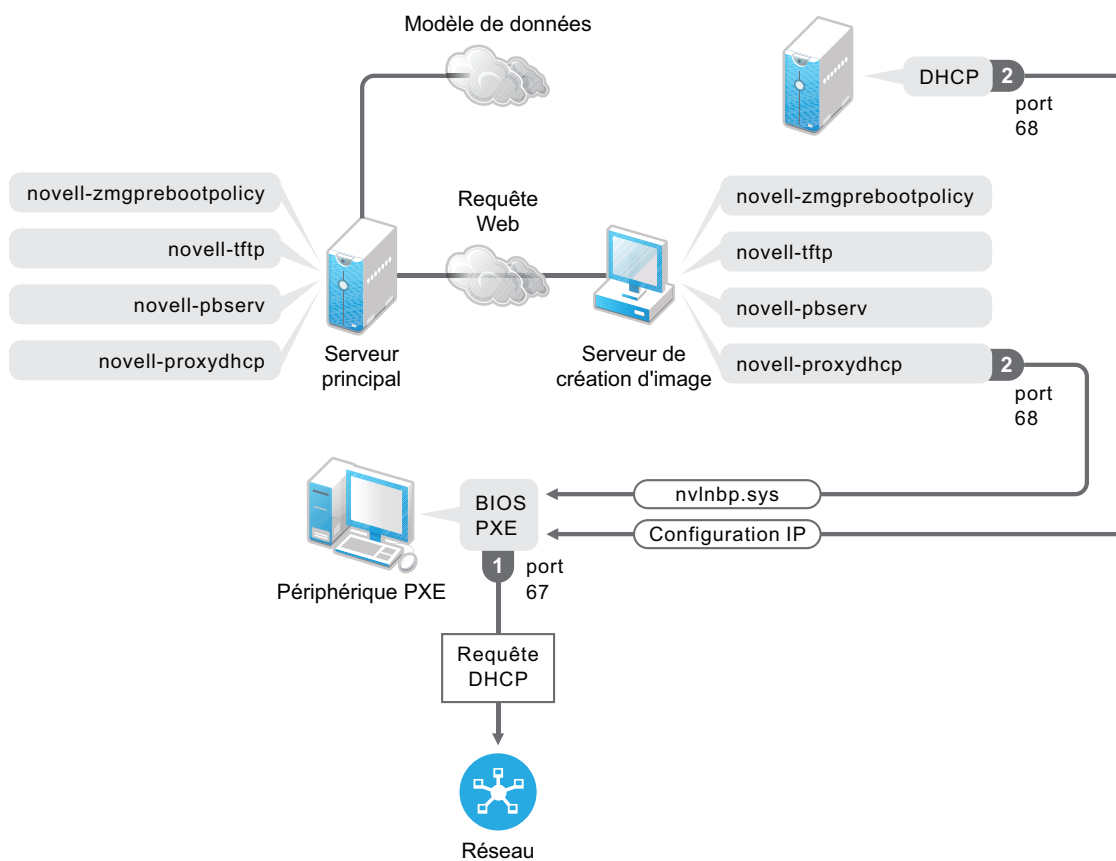 Modèle de données
DHCP
2
port
68
novell-zmgprebootpolicy
novell-tftp
novell-pbserv
novell-proxydhcp
Serveur
principal
Requête
Web
Serveur de
création d'image
novell-zmgprebootpolicy
novell-tftp
novell-pbserv
novell-proxydhcp
2
port
68
nvlnbp.sys
Configuration IP
BIOS
PXE
1
port
67
Périphérique PXE
Requête
DHCP
Réseau